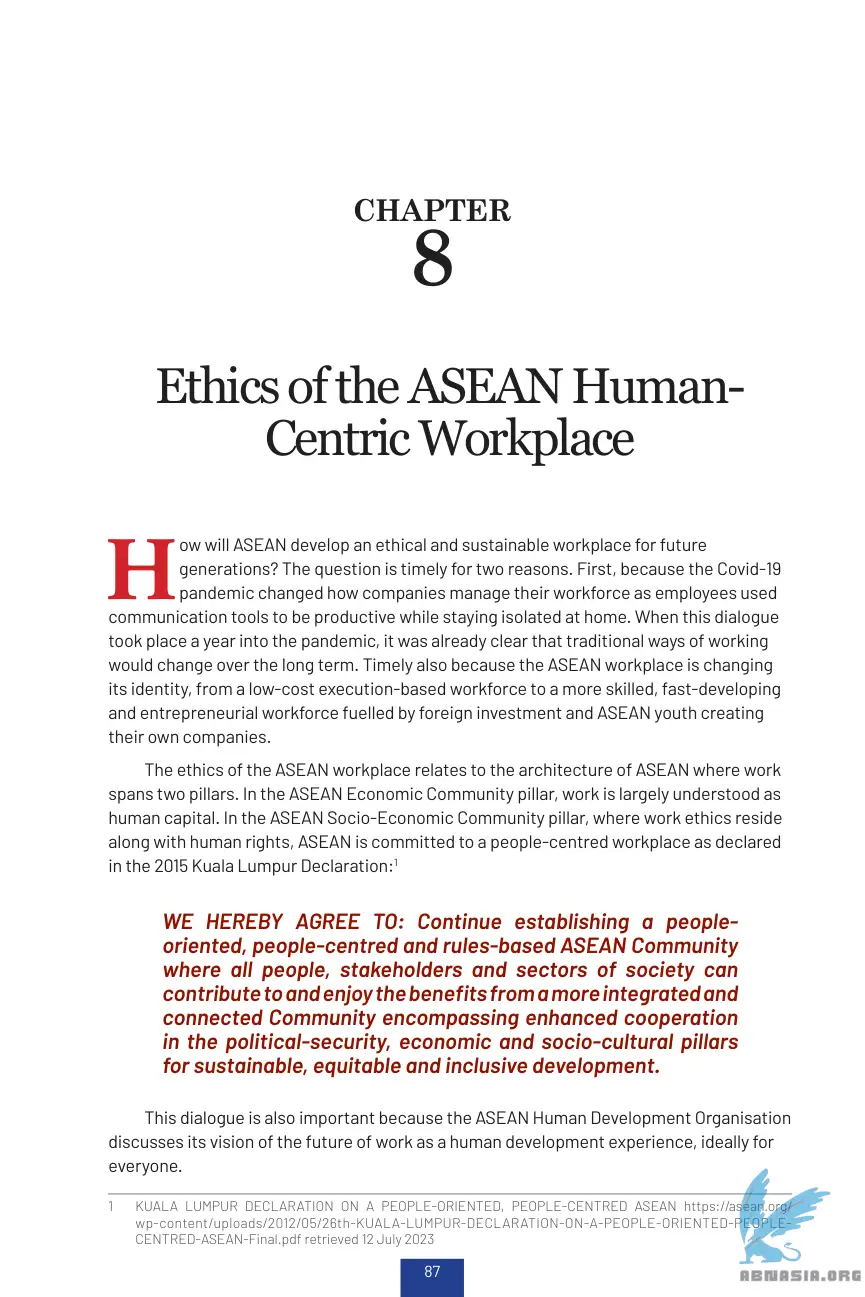 CHAPTER
8
Ethics of the ASEAN Human-
Centric Workplace
How will ASEAN develop an ethical and sustainable workplace for future
generations? The question is timely for two reasons. First, because the Covid-19
pandemic changed how companies manage their workforce as employees used
communication tools to be productive while staying isolated at home. When this dialogue
took place a year into the pandemic, it was already clear that traditional ways of working
would change over the long term. Timely also because the ASEAN workplace is changing
its identity, from a low-cost execution-based workforce to a more skilled, fast-developing
and entrepreneurial workforce fuelled by foreign investment and ASEAN youth creating
their own companies.
The ethics of the ASEAN workplace relates to the architecture of ASEAN where work
spans two pillars. In the ASEAN Economic Community pillar, work is largely understood as
human capital. In the ASEAN Socio-Economic Community pillar, where work ethics reside
along with human rights, ASEAN is committed to a people-centred workplace as declared
in the 2015 Kuala Lumpur Declaration:1
WE HEREBY AGREE TO: Continue establishing a people-
oriented, people-centred and rules-based ASEAN Community
where all people, stakeholders and sectors of society can
contribute to and enjoy the benefits from a more integrated and
connected Community encompassing enhanced cooperation
in the political-security, economic and socio-cultural pillars
for sustainable, equitable and inclusive development.
This dialogue is also important because the ASEAN Human Development Organisation
discusses its vision of the future of work as a human development experience, ideally for
everyone.
1 KUALA LUMPUR DECLARATION ON A PEOPLE-ORIENTED, PEOPLE-CENTRED ASEAN https://asean.org/
wp-content/uploads/2012/05/26th-KUALA-LUMPUR-DECLARATION-ON-A-PEOPLE-ORIENTED-PEOPLE-
CENTRED-ASEAN-Final.pdf retrieved 12 July 2023
87
ABNASIA.ORG